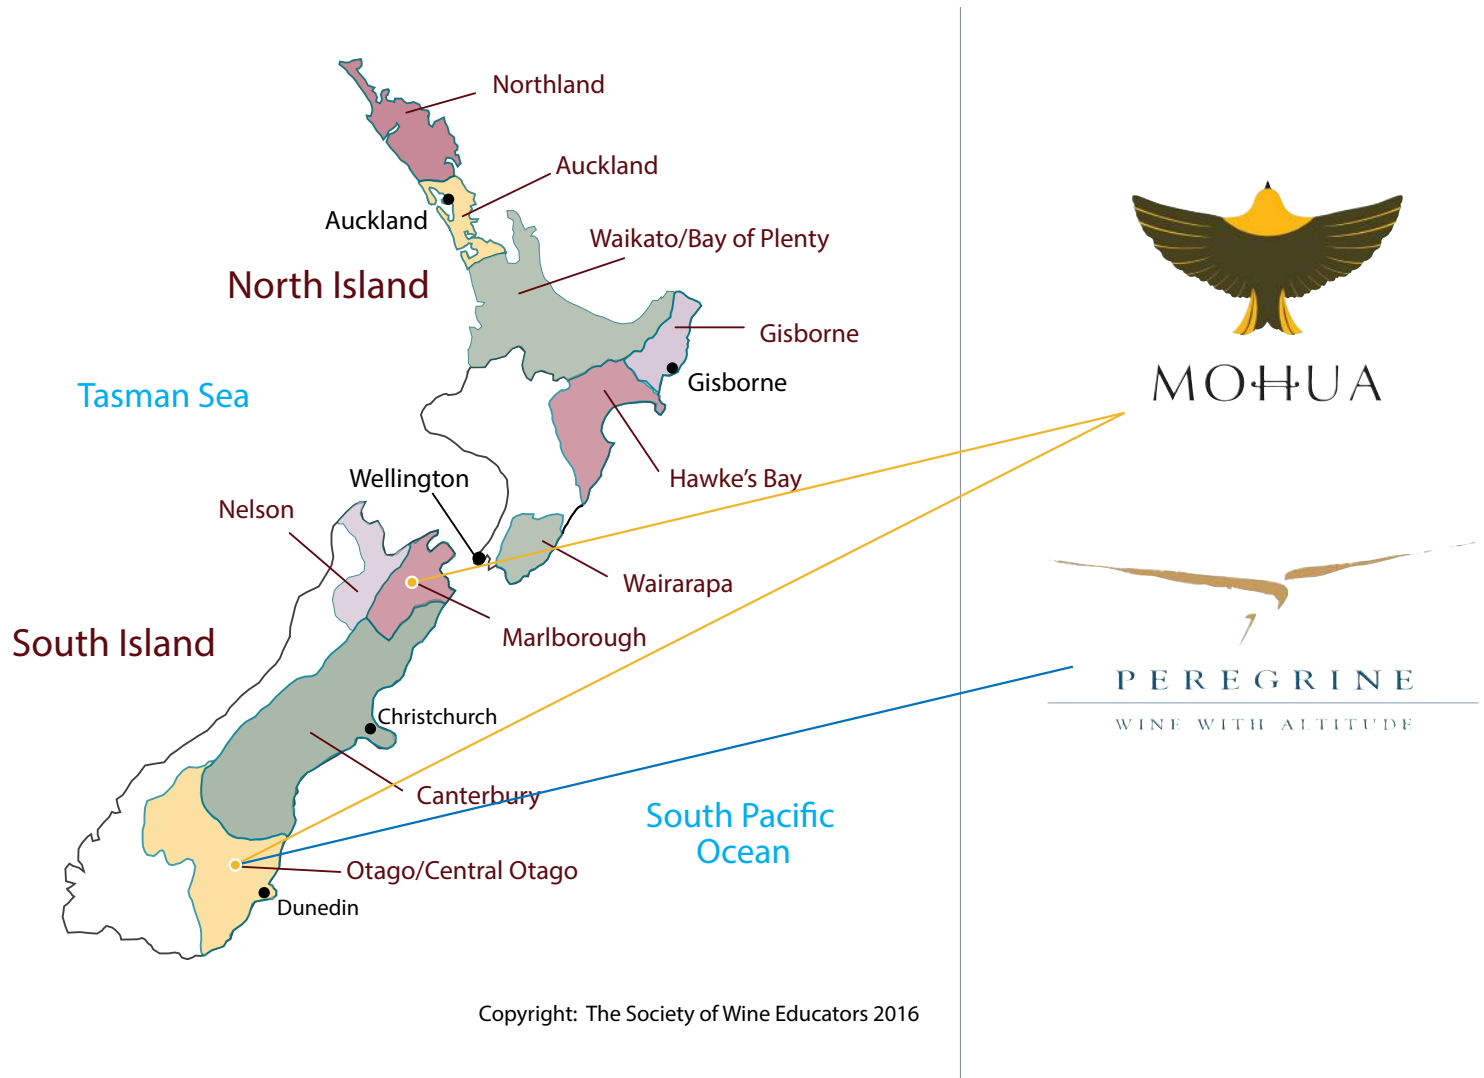 Northland
Auckland
Auckland
Waikato/Bay of Plenty
North Island
Gisborne
Gisborne
Tasman Sea
Hawke's Bay
Wellington
Nelson
Wairarapa
Marlborough
South Island
Christchurch
Canterbury
South Pacific
Ocean
Otago/Central Otago
Dunedin
Copyright: The Society of Wine Educators 2016
MOHUA
PEREGRINE
WINE WITH ALTITUDE